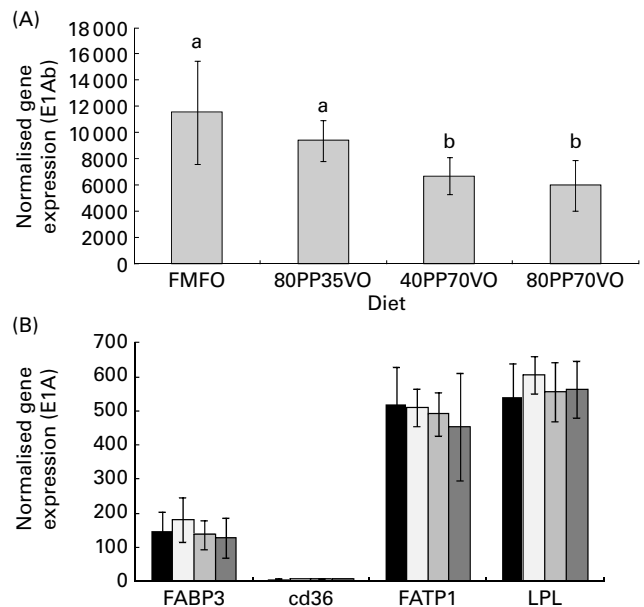 (A)
Normalised gene
expression (E1Ab)
18 000
16 000
14 000
12 000
10 000
8000
6000
4000
2000
0
a
a
b
b
FMFO
80PP35VO
40PP70VO
80PP70VO
Diet
(B)
Normalised gene
expression (E1A)
700
600
500
400
300
200
100
0
FABP3
cd36
FATP1
LPL